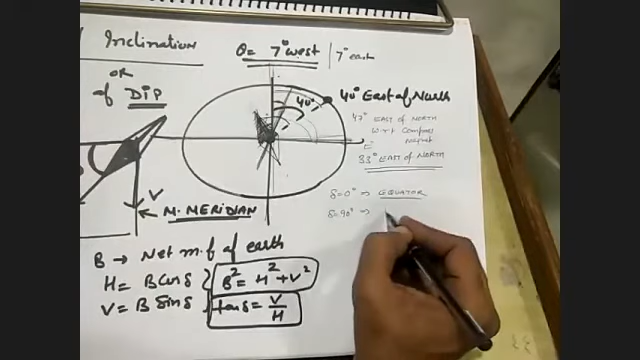 Inclination
OR
of DIP
θ = 7° west | 7° east
40°
40° East of North
47° EAST OF NORTH
W.r.t Compass
Magnet
33° EAST OF NORTH
V
M. MERIDIAN
δ=0° ⇒ EQUATOR
δ=90° ⇒
B → Net m.f of earth
H = B cos δ
V = B sin δ
B² = H² + V²
tan δ = V/H